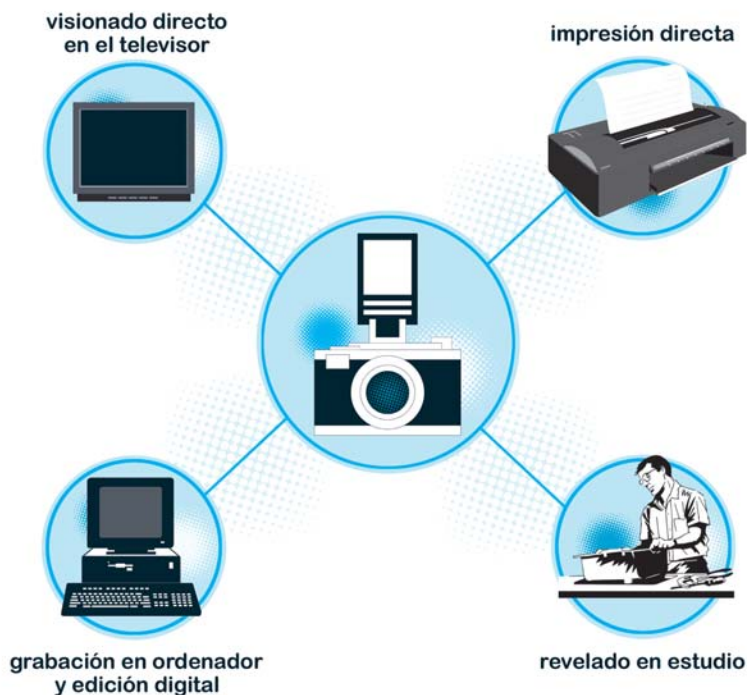 visionado directo
en el televisor
impresión directa
grabación en ordenador
y edición digital
revelado en estudio